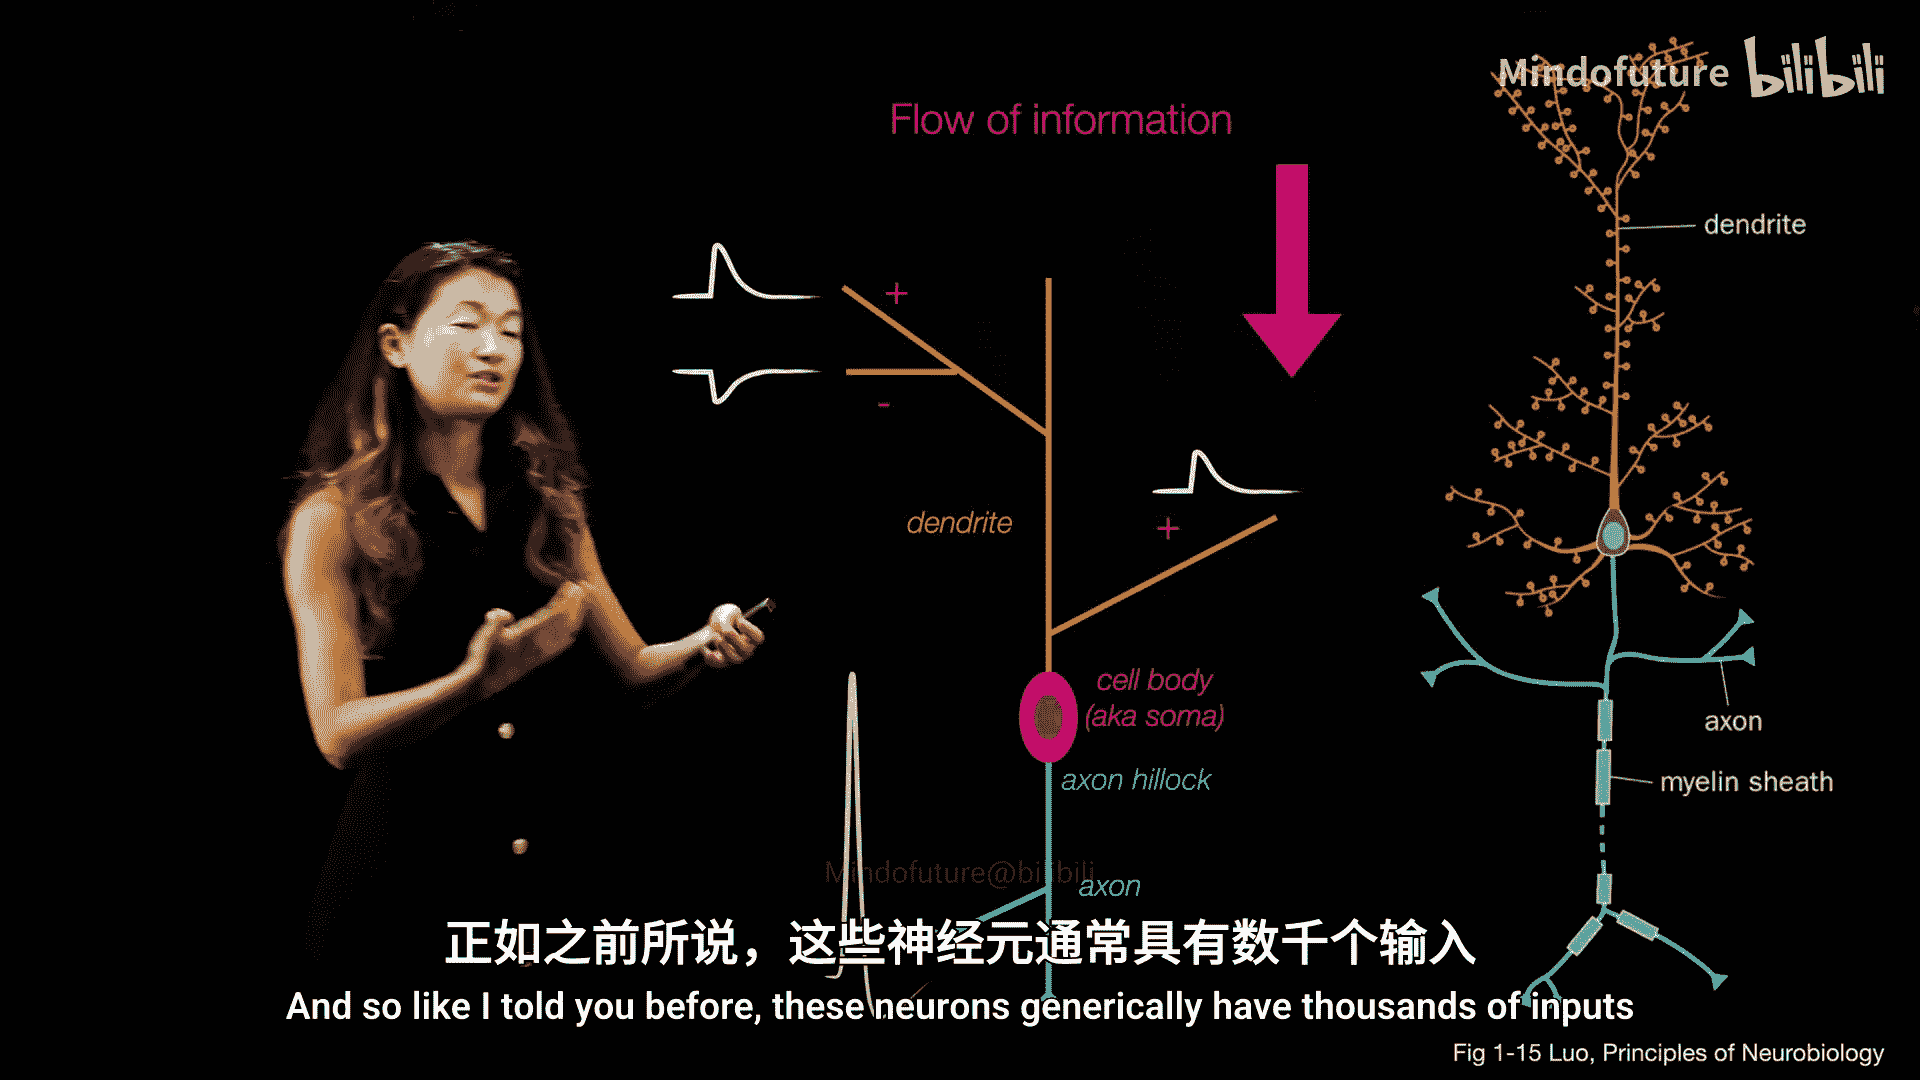 Mindofuture bilibili
Flow of information
dendrite
+
-
dendrite
+
cell body
(aka soma)
axon
axon hillock
myelin sheath
Mindofuture@bilibili
axon
正如之前所说，这些神经元通常具有数千个输入
And so like I told you before, these neurons generically have thousands of inputs
Fig 1-15 Luo, Principles of Neurobiology